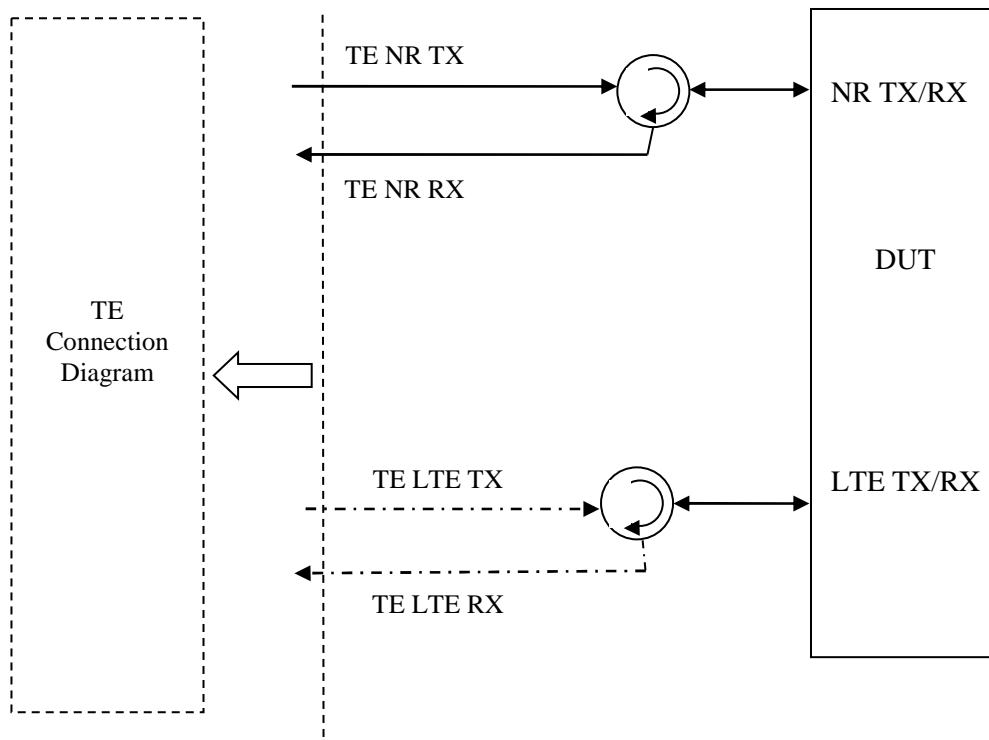 TE NR TX
NR TX/RX
TE NR RX
DUT
TE
Connection
Diagram
TE LTE TX
LTE TX/RX
TE LTE RX